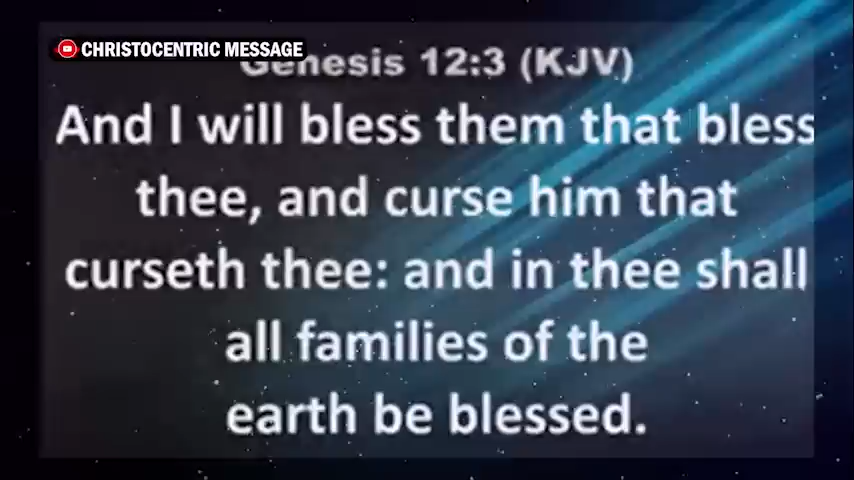 CHRISTOCENTRIC MESSAGE
Genesis 12:3 (KJV)
And I will bless them that bless
thee, and curse him that
curseth thee: and in thee shall
all families of the
earth be blessed.